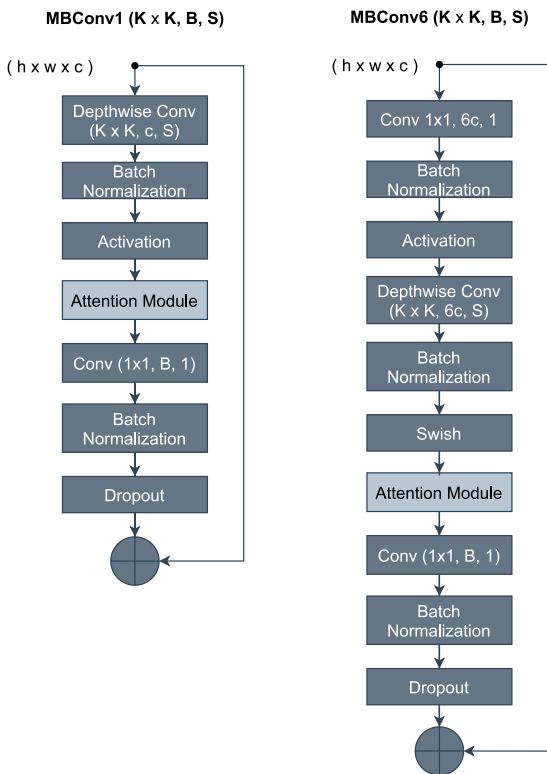 MBConv1 (K x K, B, S)
( h x w x c )
Depthwise Conv
(K x K, c, S)
Batch
Normalization
Activation
Attention Module
Conv (1x1, B, 1)
Batch
Normalization
Dropout
MBConv6 (K x K, B, S)
( h x w x c )
Conv 1x1, 6c, 1
Batch
Normalization
Activation
Depthwise Conv
(K x K, 6c, S)
Batch
Normalization
Swish
Attention Module
Conv (1x1, B, 1)
Batch
Normalization
Dropout